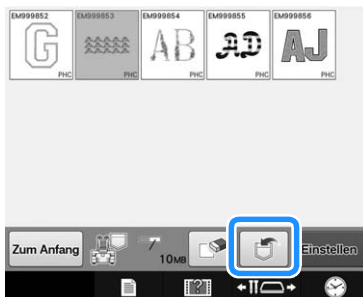 EM999852 EM999853 EM999854 EM999855 EM999856
G AB AD AJ
PHC PHC PHC PHC PHC
Zum Anfang 10MB Einstellen